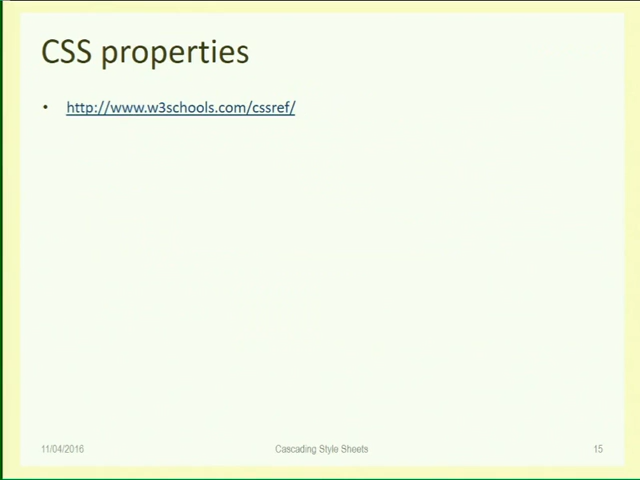 CSS properties
• http://www.w3schools.com/cssref/
11/04/2016 Cascading Style Sheets 15